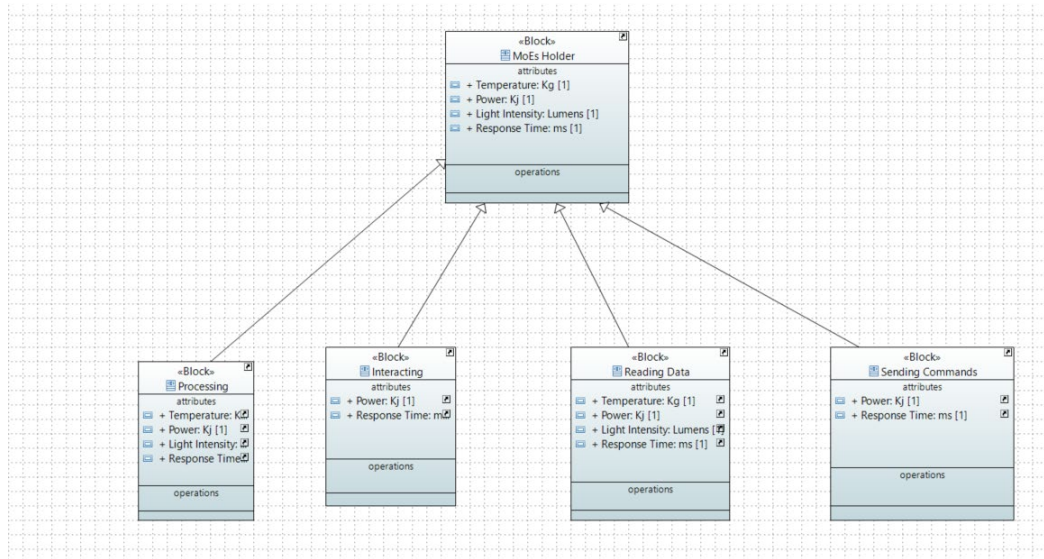 «Block»
MoEs Holder
attributes
+ Temperature: Kg [1]
+ Power: Kj [1]
+ Light Intensity: Lumens [1]
+ Response Time: ms [1]
operations
«Block»
Processing
attributes
+ Temperature: K...
+ Power: Kj [1]
+ Light Intensity:
+ Response Time
operations
«Block»
Interacting
attributes
+ Power: Kj [1]
+ Response Time:
operations
«Block»
Reading Data
attributes
+ Temperature: Kg [1]
+ Power: Kj [1]
+ Light Intensity: Lumens
+ Response Time: ms [1]
operations
«Block»
Sending Commands
attributes
+ Power: Kj [1]
+ Response Time: ms [1]
operations